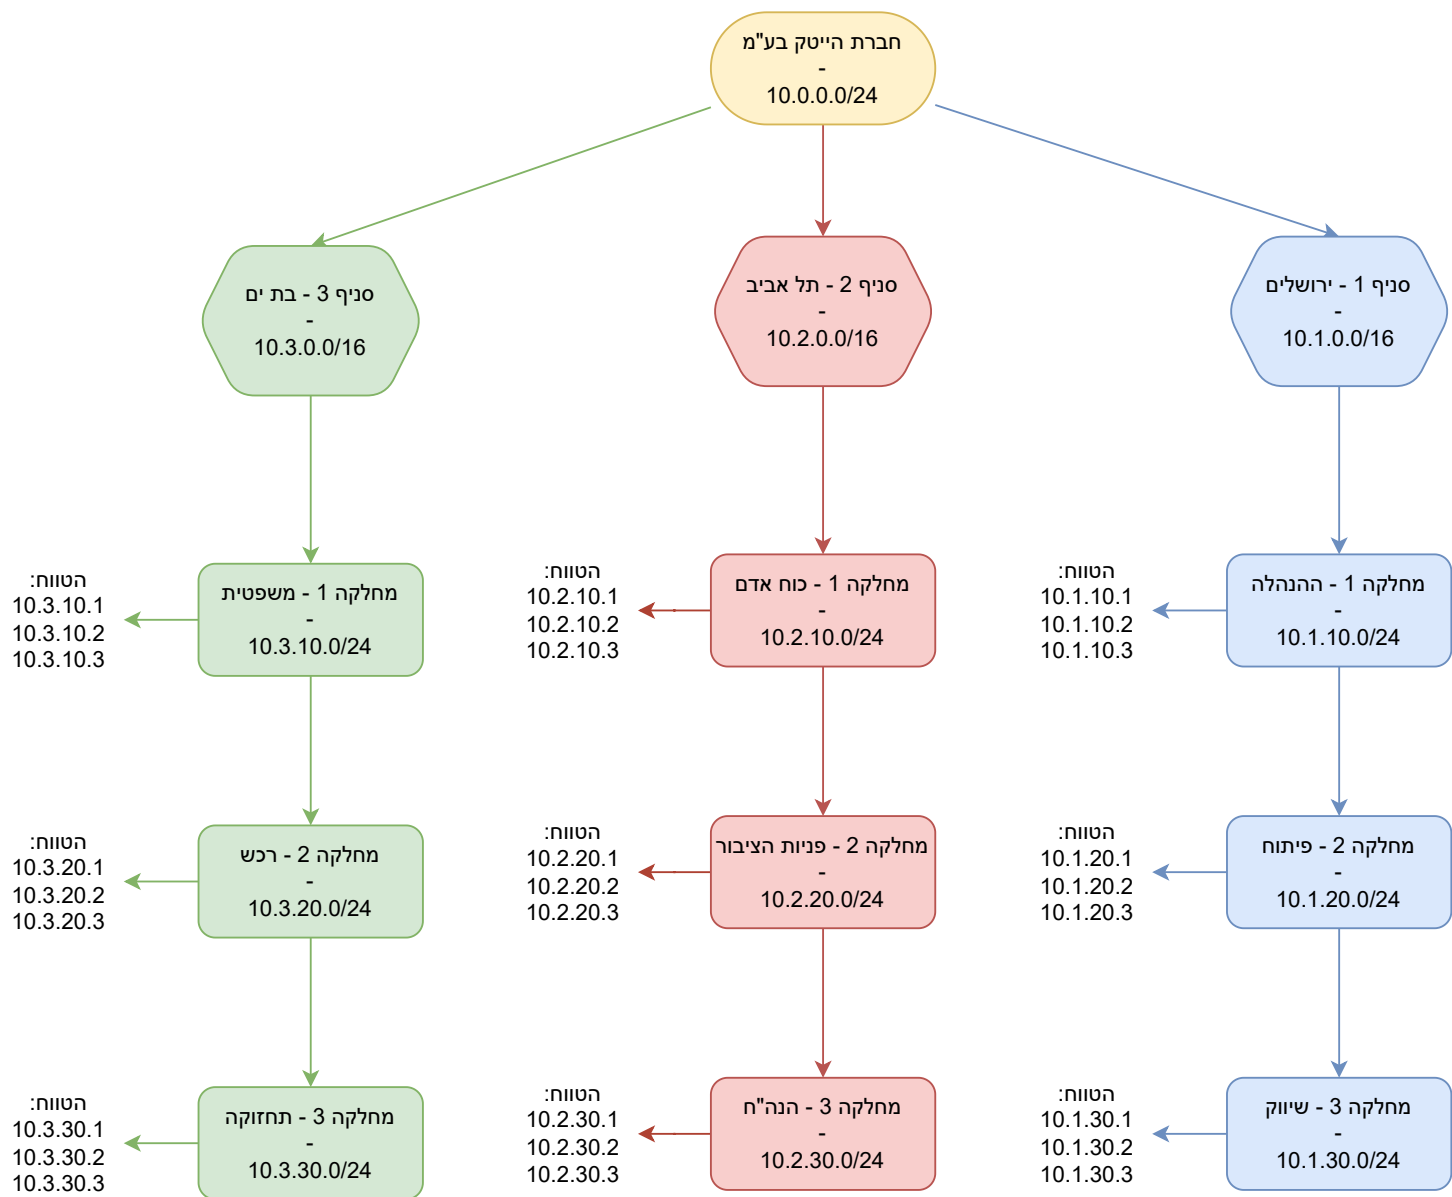 חברת הייטק בע"מ
-
10.0.0.0/24
סניף 1 - ירושלים
-
10.1.0.0/16
סניף 2 - תל אביב
-
10.2.0.0/16
סניף 3 - בת ים
-
10.3.0.0/16
מחלקה 1 - ההנהלה
-
10.1.10.0/24
הטווח:
10.1.10.1
10.1.10.2
10.1.10.3
מחלקה 1 - כוח אדם
-
10.2.10.0/24
הטווח:
10.2.10.1
10.2.10.2
10.2.10.3
מחלקה 1 - משפטית
-
10.3.10.0/24
הטווח:
10.3.10.1
10.3.10.2
10.3.10.3
מחלקה 2 - פיתוח
-
10.1.20.0/24
הטווח:
10.1.20.1
10.1.20.2
10.1.20.3
מחלקה 2 - פניות הציבור
-
10.2.20.0/24
הטווח:
10.2.20.1
10.2.20.2
10.2.20.3
מחלקה 2 - רכש
-
10.3.20.0/24
הטווח:
10.3.20.1
10.3.20.2
10.3.20.3
מחלקה 3 - שיווק
-
10.1.30.0/24
הטווח:
10.1.30.1
10.1.30.2
10.1.30.3
מחלקה 3 - הנה"ח
-
10.2.30.0/24
הטווח:
10.2.30.1
10.2.30.2
10.2.30.3
מחלקה 3 - תחזוקה
-
10.3.30.0/24
הטווח:
10.3.30.1
10.3.30.2
10.3.30.3